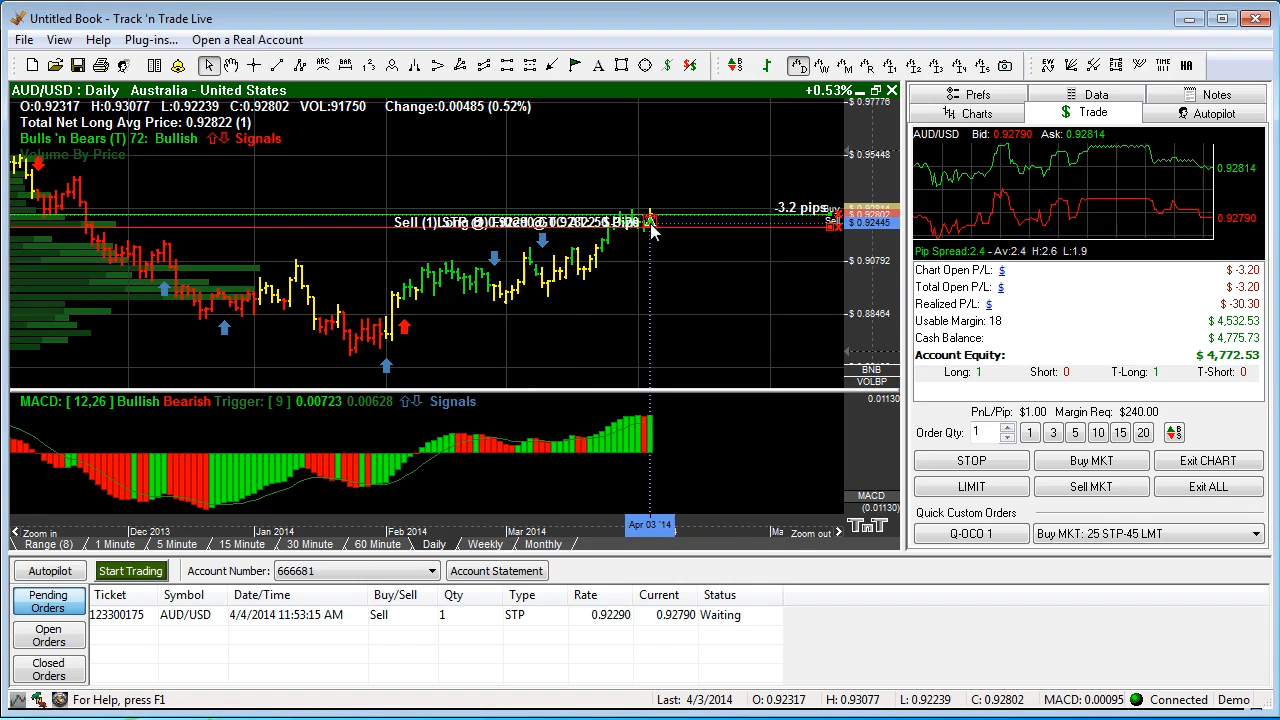 Untitled Book - Track 'n Trade Live
File View Help Plug-ins... Open a Real Account
AUD/USD : Daily Australia - United States +0.53%
O:0.92317 H:0.93077 L:0.92239 C:0.92802 VOL:91750 Change:0.00485 (0.52%)
Total Net Long Avg Price: 0.92822 (1)
Bulls 'n Bears (T) 72: Bullish Signals
Volume By Price
$ 0.97776
$ 0.95448
-3.2 pips
Buy
$ 0.92814
$ 0.92802
Sell
$ 0.92445
Sell (1)
$ 0.90792
$ 0.88464
BNB
VOLBP
MACD: [ 12,26 ] Bullish Bearish Trigger: [ 9 ] 0.00723 0.00628 Signals
0.01130
MACD
(0.01130)
Zoom in Dec 2013 Jan 2014 Feb 2014 Mar 2014 Apr 03 '14 Ma Zoom out TNT
Range (8) 1 Minute 5 Minute 15 Minute 30 Minute 60 Minute Daily Weekly Monthly
Prefs Data Notes
Charts $ Trade Autopilot
AUD/USD Bid: 0.92790 Ask: 0.92814
0.92814
0.92790
Pip Spread:2.4 - Av:2.4 H:2.6 L:1.9
Chart Open P/L: $ $ -3.20
Total Open P/L: $ $ -3.20
Realized P/L: $ $ -30.30
Usable Margin: 18 $ 4,532.53
Cash Balance: $ 4,775.73
Account Equity: $ 4,772.53
Long: 1 Short: 0 T-Long: 1 T-Short: 0
PnL/Pip: $1.00 Margin Req: $240.00
Order Qty: 1 1 3 5 10 15 20
STOP Buy MKT Exit CHART
LIMIT Sell MKT Exit ALL
Quick Custom Orders
Q-OCO 1 Buy MKT: 25 STP-45 LMT
Autopilot Start Trading Account Number: 666681 Account Statement
Pending Orders
Open Orders
Closed Orders
Ticket Symbol Date/Time Buy/Sell Qty Type Rate Current Status
123300175 AUD/USD 4/4/2014 11:53:15 AM Sell 1 STP 0.92290 0.92790 Waiting
For Help, press F1 Last: 4/3/2014 O: 0.92317 H: 0.93077 L: 0.92239 C: 0.92802 MACD: 0.00095 Connected Demo